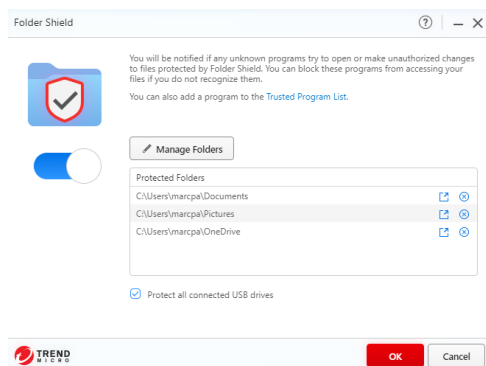 Folder Shield
You will be notified if any unknown programs try to open or make unauthorized changes
to files protected by Folder Shield. You can block these programs from accessing your
files if you do not recognize them.
You can also add a program to the Trusted Program List.
Manage Folders
Protected Folders
C:\Users\marcpa\Documents
C:\Users\marcpa\Pictures
C:\Users\marcpa\OneDrive
Protect all connected USB drives
TREND
MICRO
OK
Cancel